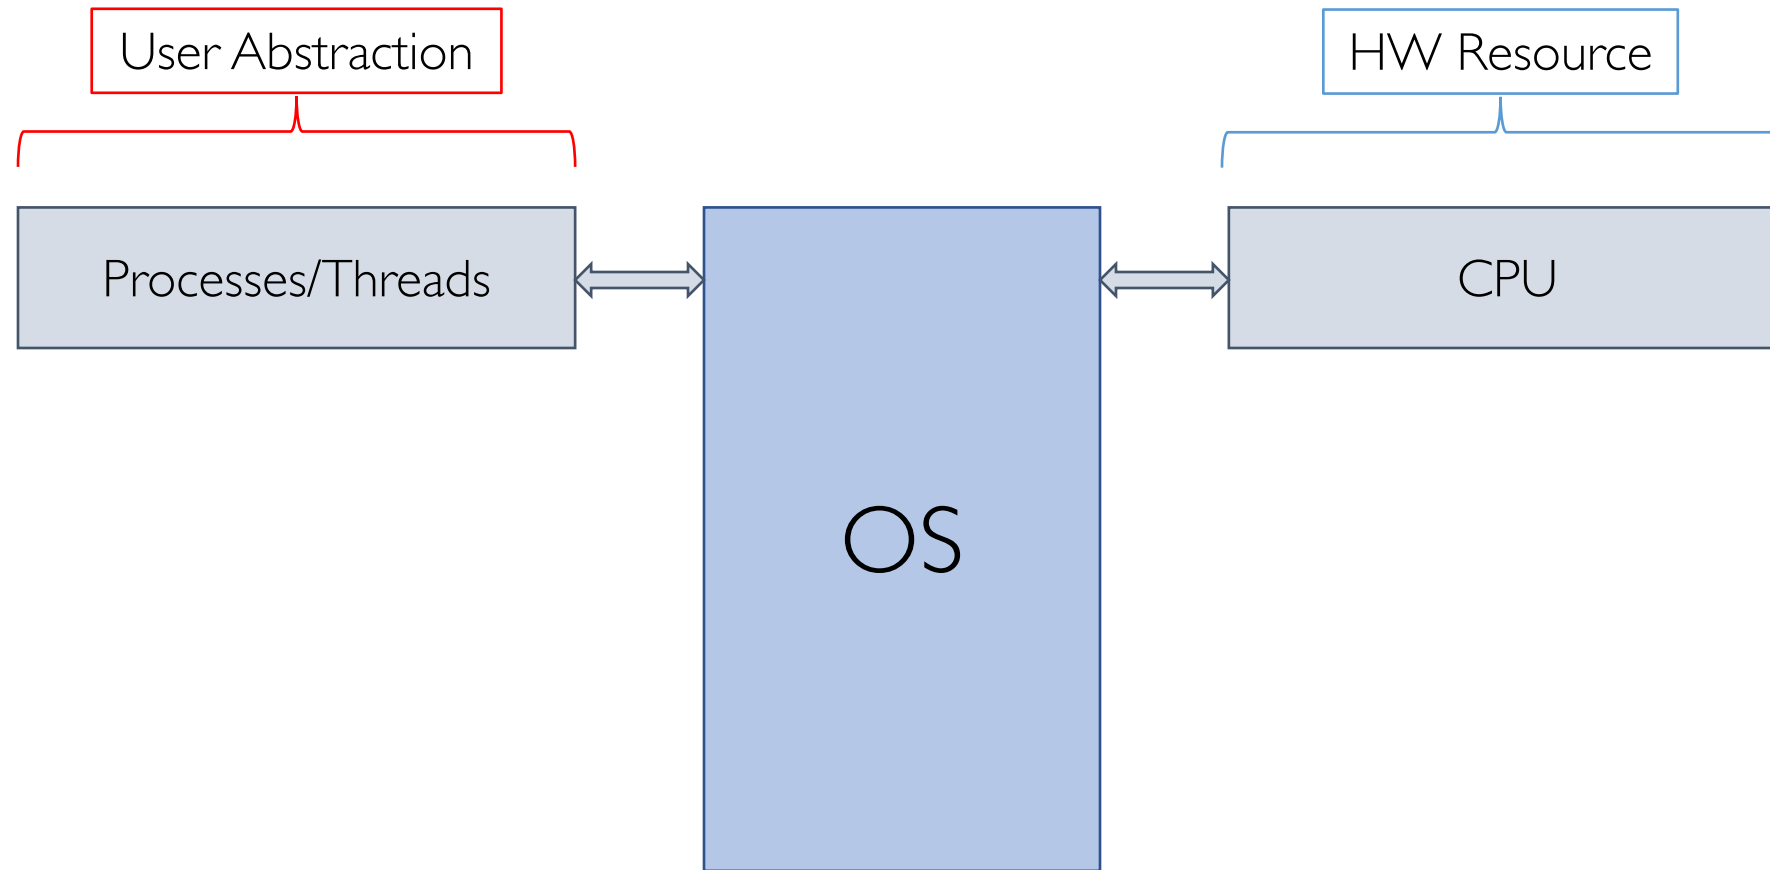 User Abstraction
HW Resource
Processes/Threads
CPU
OS